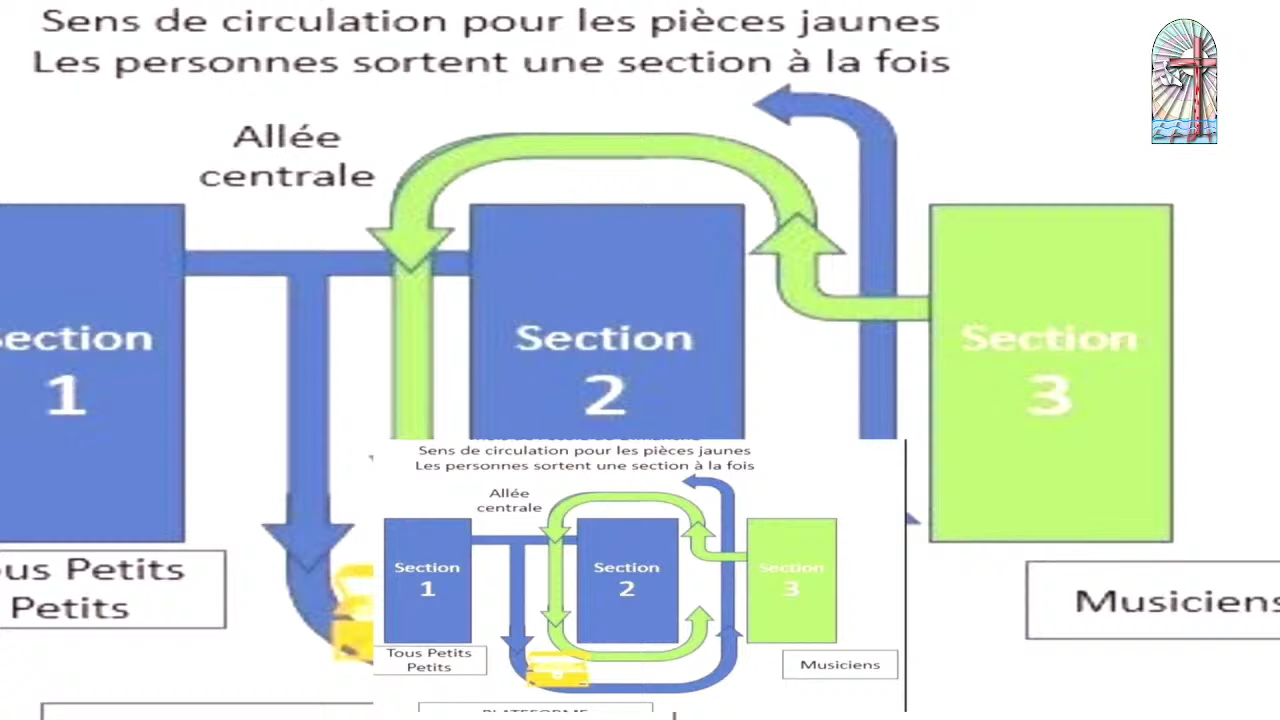 Sens de circulation pour les pièces jaunes
Les personnes sortent une section à la fois
Allée
centrale
Section
1
Section
2
Section
3
ous Petits
Petits
Musiciens
Sens de circulation pour les pièces jaunes
Les personnes sortent une section à la fois
Allée
centrale
Section
1
Section
2
Section
3
Tous Petits
Petits
Musiciens
PLATEFORME